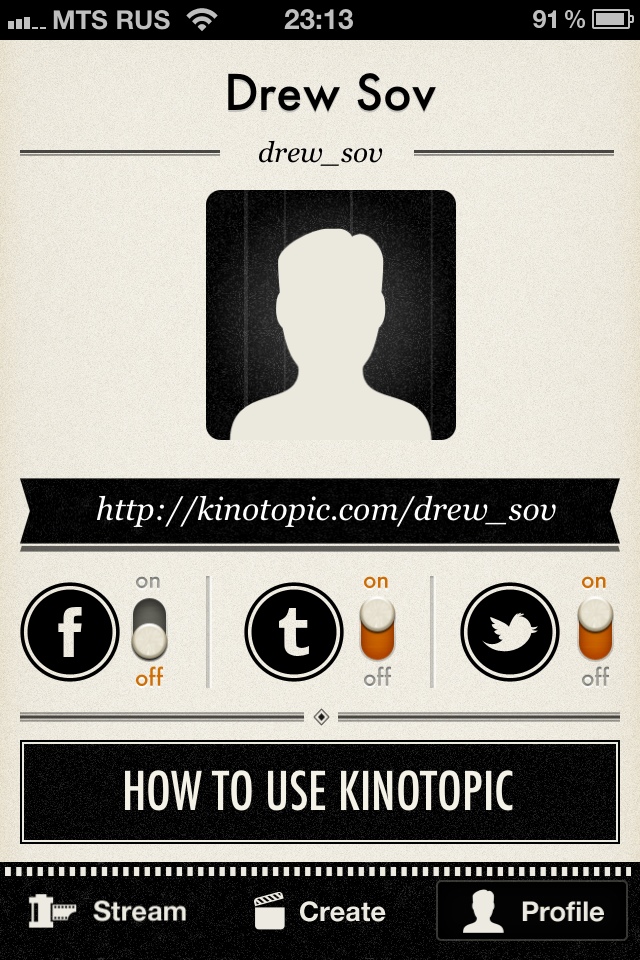 MTS RUS 23:13 91 %
Drew Sov
drew_sov
http://kinotopic.com/drew_sov
on on on
f t
off off off
HOW TO USE KINOTOPIC
Stream Create Profile